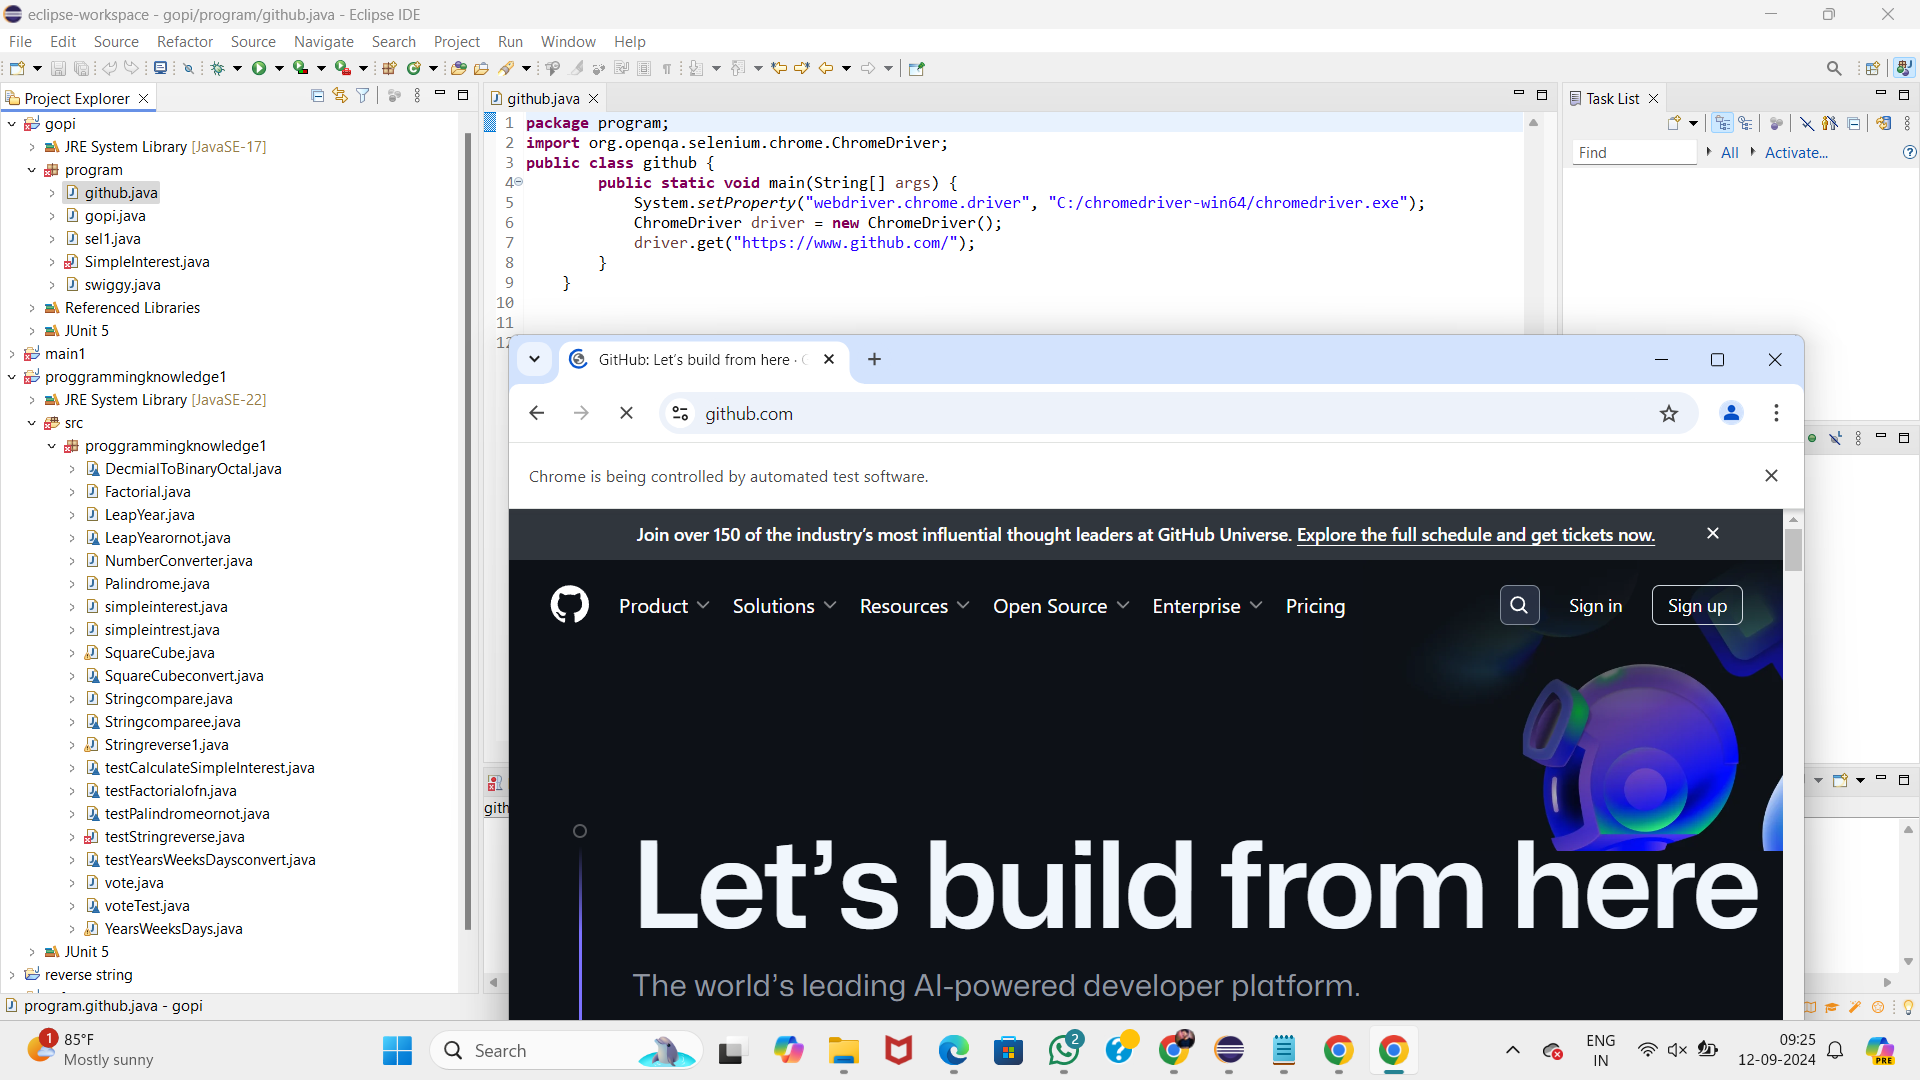 eclipse-workspace - gopi/program/github.java - Eclipse IDE
File Edit Source Refactor Source Navigate Search Project Run Window Help
Project Explorer
gopi
JRE System Library [JavaSE-17]
program
github.java
gopi.java
sel1.java
SimpleInterest.java
swiggy.java
Referenced Libraries
JUnit 5
main1
proggrammingknowledge1
JRE System Library [JavaSE-22]
src
proggrammingknowledge1
DecmialToBinaryOctal.java
Factorial.java
LeapYear.java
LeapYearornot.java
NumberConverter.java
Palindrome.java
simpleinterest.java
simpleintrest.java
SquareCube.java
SquareCubeconvert.java
Stringcompare.java
Stringcomparee.java
Stringreverse1.java
testCalculateSimpleInterest.java
testFactorialofn.java
testPalindromeornot.java
testStringreverse.java
testYearsWeeksDaysconvert.java
vote.java
voteTest.java
YearsWeeksDays.java
JUnit 5
reverse string
github.java
1 package program;
2 import org.openqa.selenium.chrome.ChromeDriver;
3 public class github {
4 public static void main(String[] args) {
5 System.setProperty("webdriver.chrome.driver", "C:/chromedriver-win64/chromedriver.exe");
6 ChromeDriver driver = new ChromeDriver();
7 driver.get("https://www.github.com/");
8 }
9 }
10
11
12
Task List
Find
All
Activate...
GitHub: Let's build from here ·
github.com
Chrome is being controlled by automated test software.
Join over 150 of the industry's most influential thought leaders at GitHub Universe. Explore the full schedule and get tickets now.
Product Solutions Resources Open Source Enterprise Pricing
Sign in
Sign up
Let's build from here
The world's leading AI-powered developer platform.
gith
program.github.java - gopi
1
85°F
Mostly sunny
Search
2
ENG
IN
09:25
12-09-2024
PRE